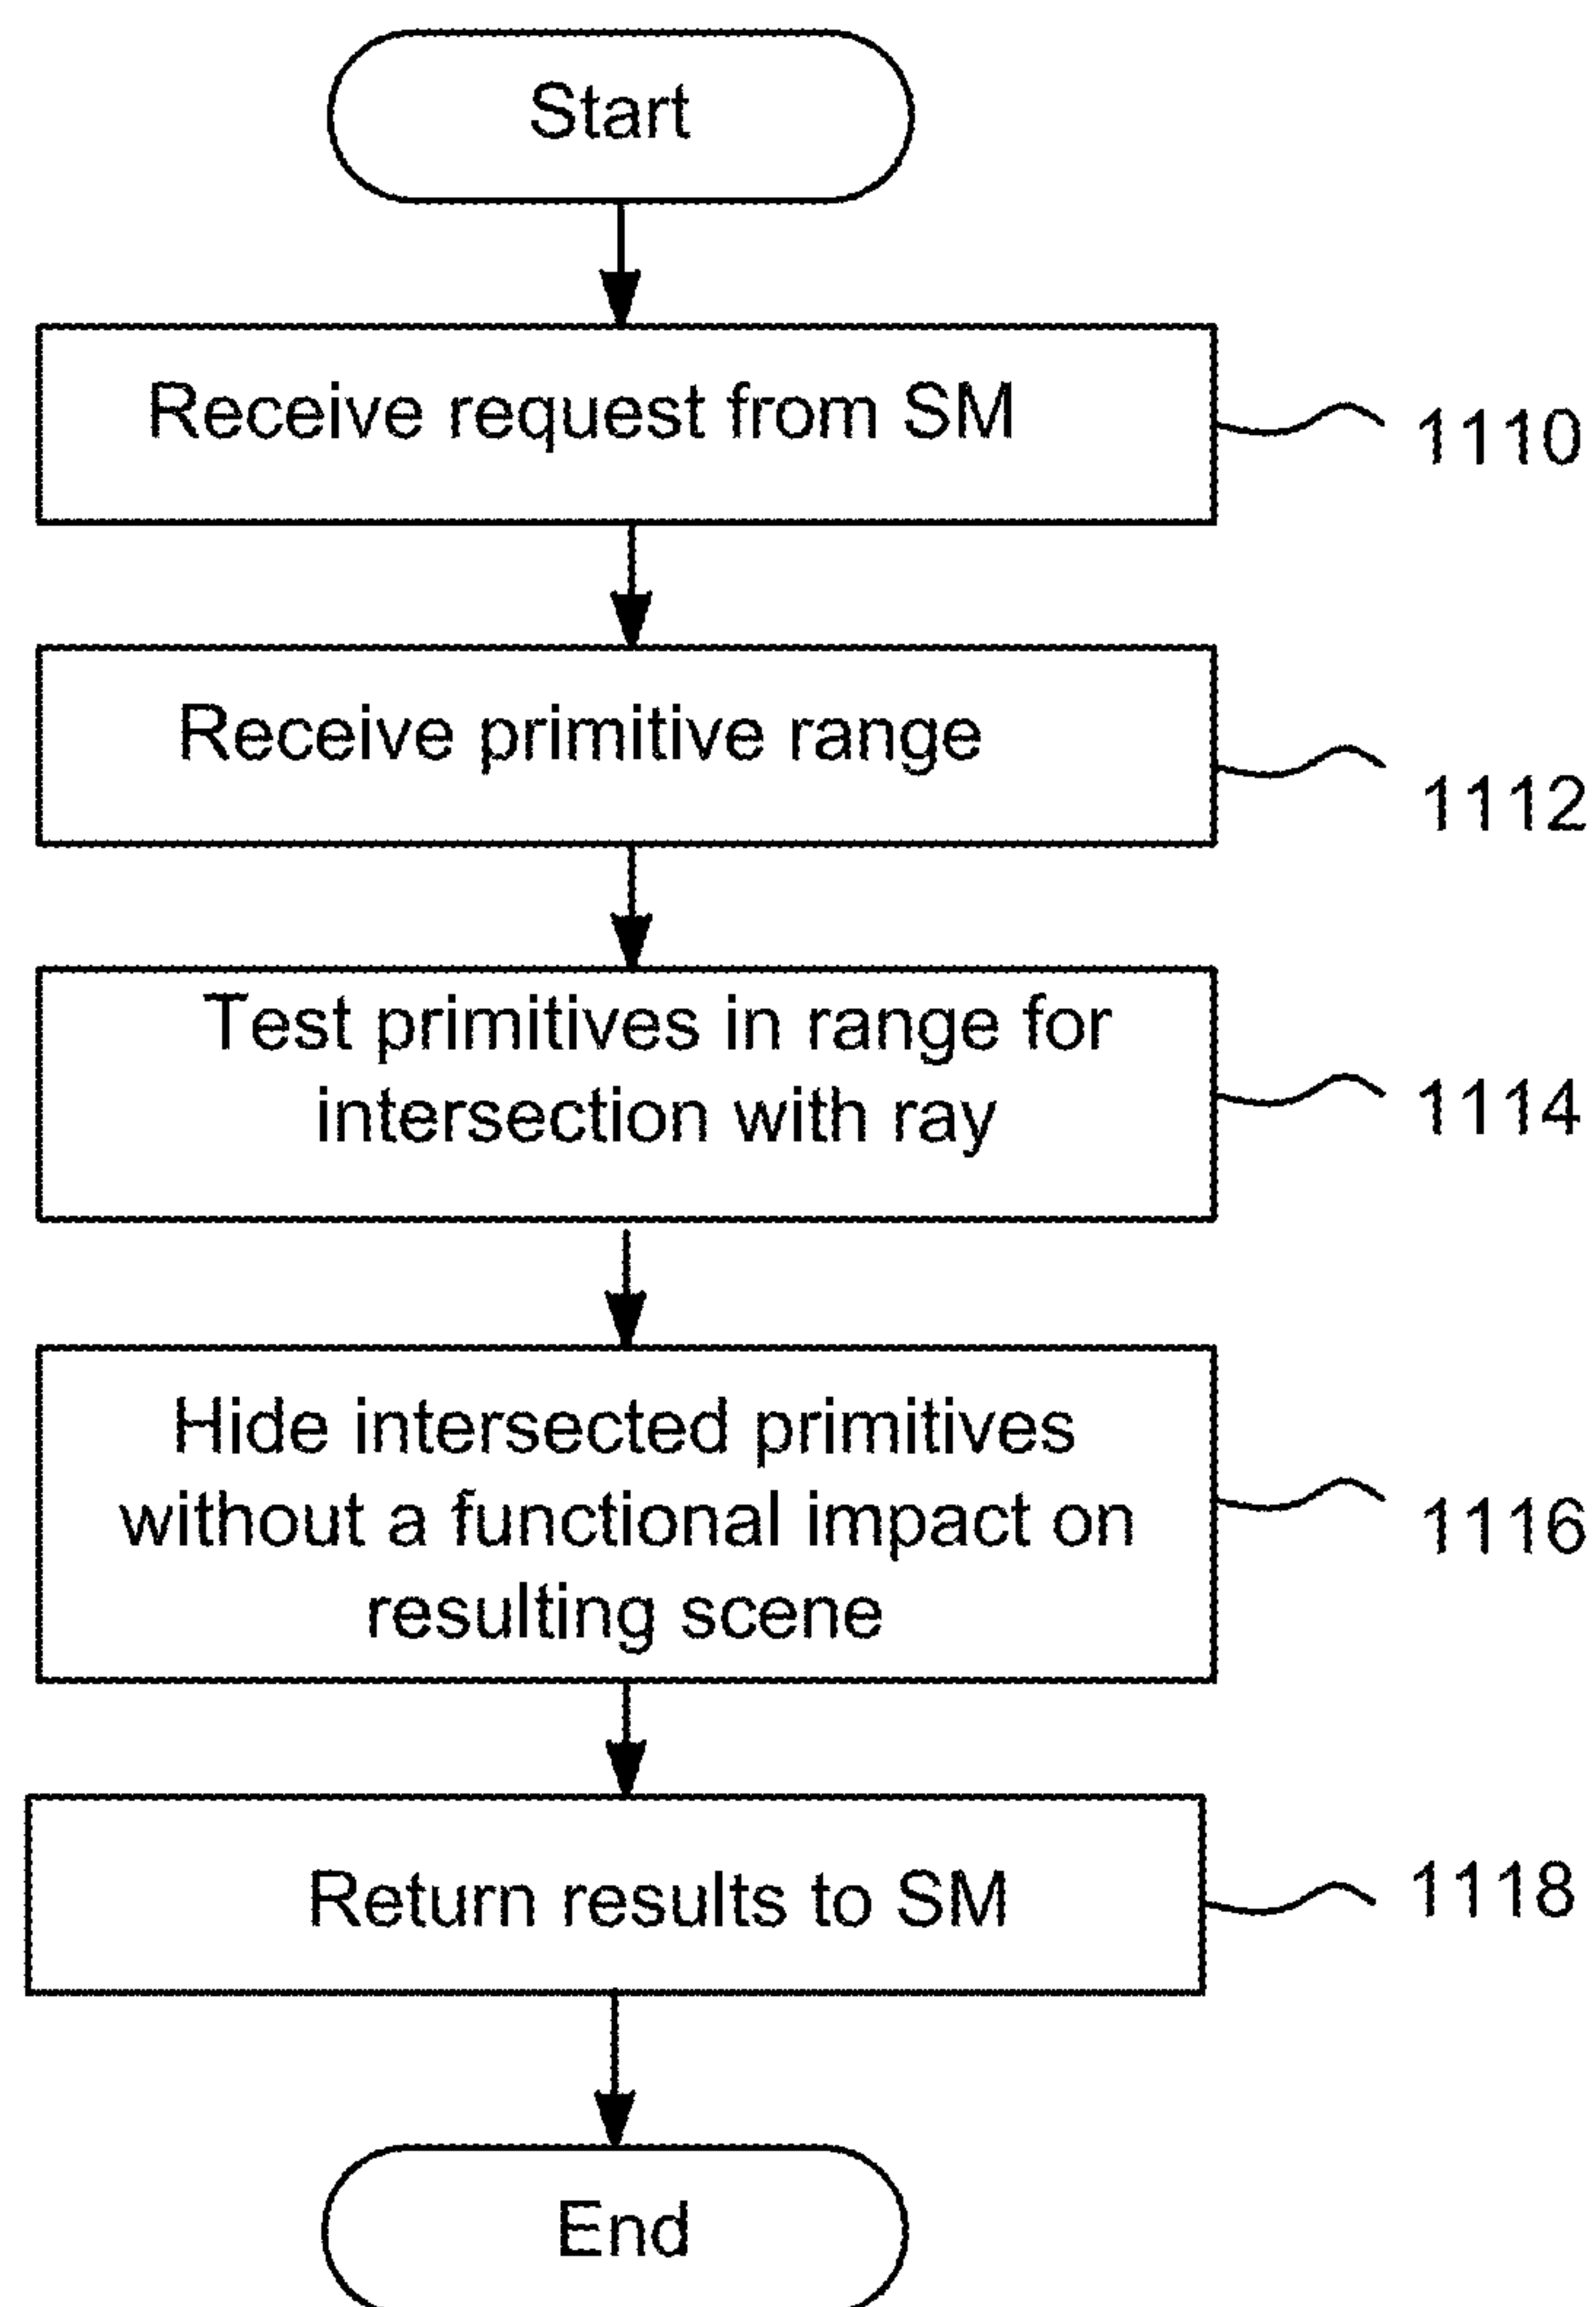 Start
Receive request from SM
1110
Receive primitive range
1112
Test primitives in range for
intersection with ray
1114
Hide intersected primitives
without a functional impact on
resulting scene
1116
Return results to SM
1118
End